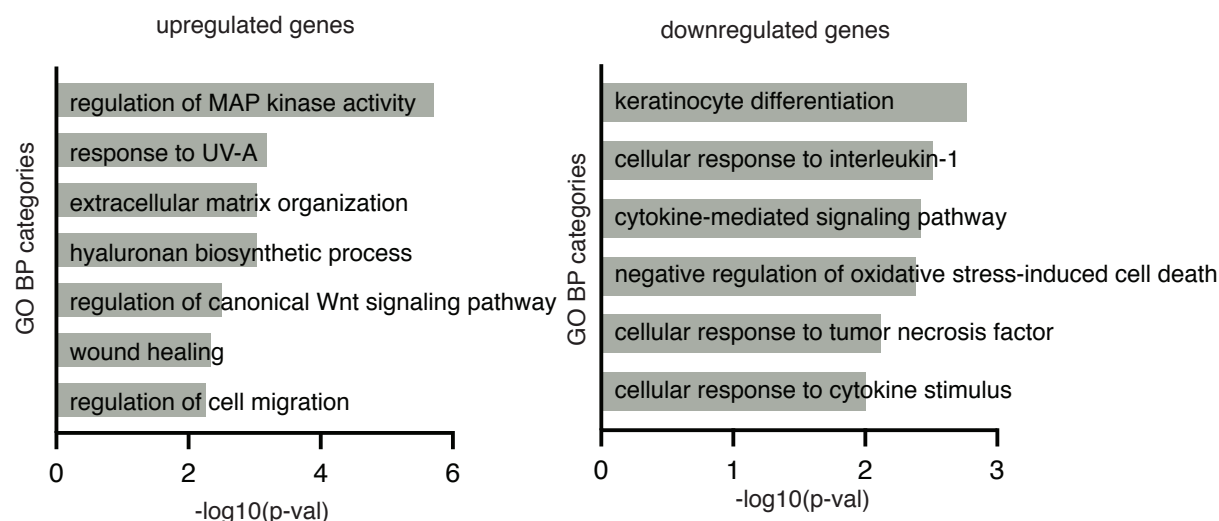 upregulated genes
GO BP categories
regulation of MAP kinase activity
response to UV-A
extracellular matrix organization
hyaluronan biosynthetic process
regulation of canonical Wnt signaling pathway
wound healing
regulation of cell migration
0 2 4 6
-log10(p-val)
downregulated genes
GO BP categories
keratinocyte differentiation
cellular response to interleukin-1
cytokine-mediated signaling pathway
negative regulation of oxidative stress-induced cell death
cellular response to tumor necrosis factor
cellular response to cytokine stimulus
0 1 2 3
-log10(p-val)